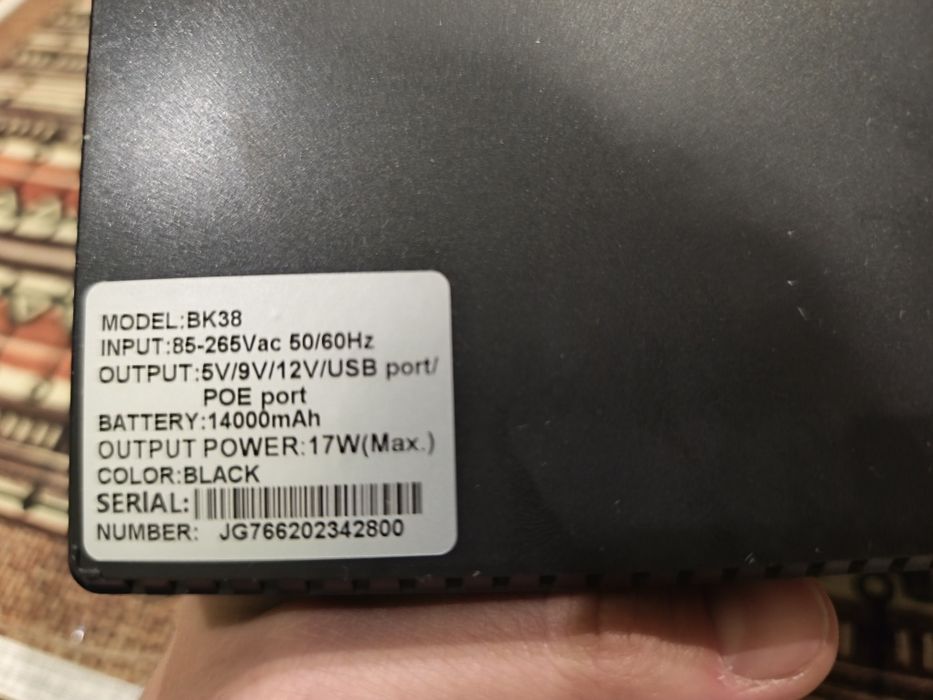 MODEL:BK38
INPUT:85-265Vac 50/60Hz
OUTPUT:5V/9V/12V/USB port/
POE port
BATTERY:14000mAh
OUTPUT POWER:17W(Max.)
COLOR:BLACK
SERIAL:
NUMBER: JG766202342800